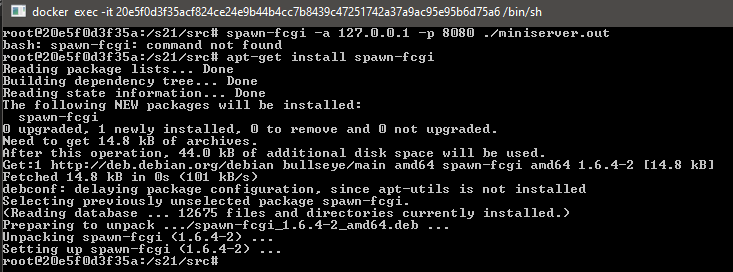 docker exec -it 20e5f0d3f35acf824ce24e9b44b4cc7b8439c47251742a37a9ac95e95b6d75a6 /bin/sh
root@20e5f0d3f35a:/s21/src# spawn-fcgi -a 127.0.0.1 -p 8080 ./miniserver.out
bash: spawn-fcgi: command not found
root@20e5f0d3f35a:/s21/src# apt-get install spawn-fcgi
Reading package lists... Done
Building dependency tree... Done
Reading state information... Done
The following NEW packages will be installed:
  spawn-fcgi
0 upgraded, 1 newly installed, 0 to remove and 0 not upgraded.
Need to get 14.8 kB of archives.
After this operation, 44.0 kB of additional disk space will be used.
Get:1 http://deb.debian.org/debian bullseye/main amd64 spawn-fcgi amd64 1.6.4-2 [14.8 kB]
Fetched 14.8 kB in 0s (101 kB/s)
debconf: delaying package configuration, since apt-utils is not installed
Selecting previously unselected package spawn-fcgi.
(Reading database ... 12675 files and directories currently installed.)
Preparing to unpack .../spawn-fcgi_1.6.4-2_amd64.deb ...
Unpacking spawn-fcgi (1.6.4-2) ...
Setting up spawn-fcgi (1.6.4-2) ...
root@20e5f0d3f35a:/s21/src#